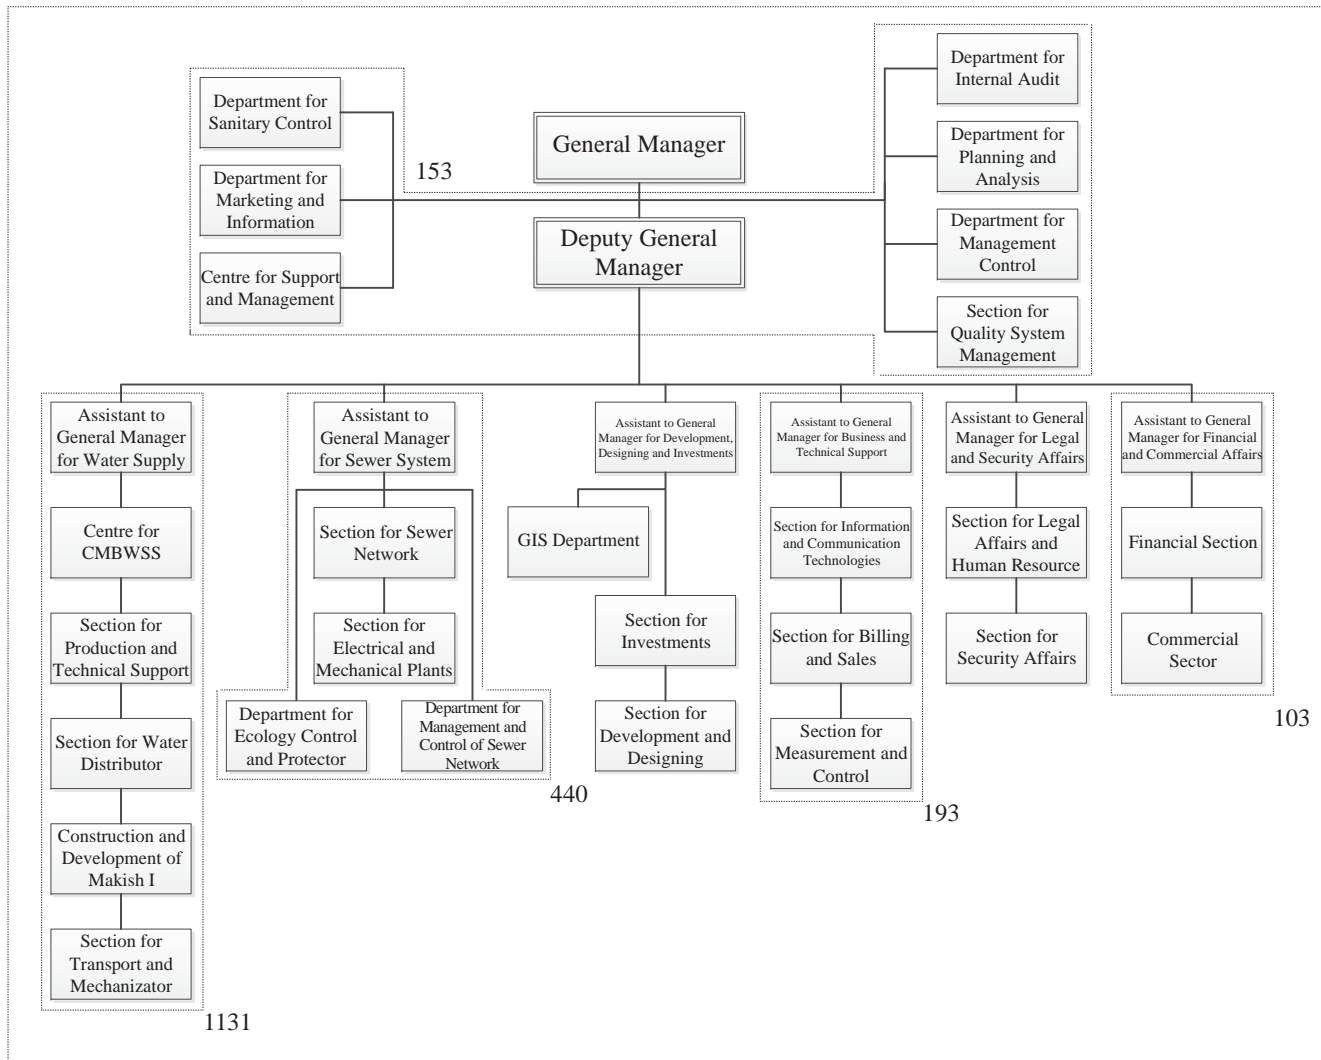 Department for
Sanitary Control
Department for
Marketing and
Information
Centre for Support
and Management
153
General Manager
Deputy General
Manager
Department for
Internal Audit
Department for
Planning and
Analysis
Department for
Management
Control
Section for
Quality System
Management
Assistant to
General Manager
for Water Supply
Centre for
CMBWSS
Section for
Production and
Technical Support
Section for Water
Distributor
Construction and
Development of
Makish I
Section for
Transport and
Mechanizator
1131
Assistant to
General Manager
for Sewer System
Section for Sewer
Network
Section for
Electrical and
Mechanical Plants
Department for
Ecology Control
and Protector
Department for
Management and
Control of Sewer
Network
440
Assistant to General
Manager for Development,
Designing and Investments
GIS Department
Section for
Investments
Section for
Development and
Designing
Assistant to General
Manager for Business and
Technical Support
Section for Information
and Communication
Technologies
Section for Billing
and Sales
Section for
Measurement and
Control
193
Assistant to General
Manager for Legal
and Security Affairs
Section for Legal
Affairs and
Human Resource
Section for
Security Affairs
Assistant to General
Manager for Financial
and Commercial Affairs
Financial Section
Commercial
Sector
103